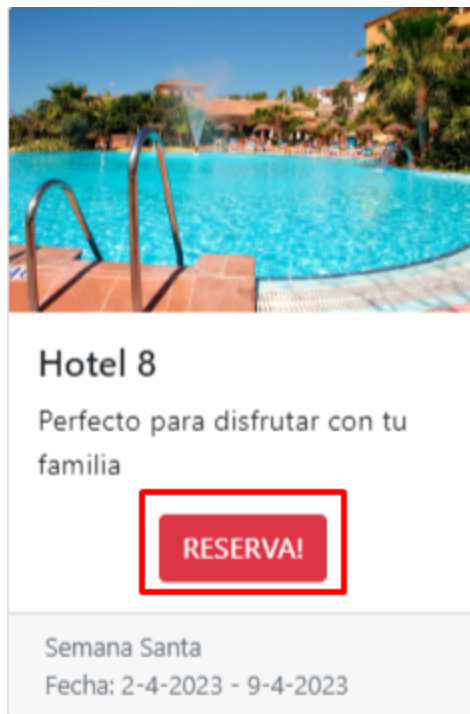 Hotel 8
Perfecto para disfrutar con tu
familia
RESERVA!
Semana Santa
Fecha: 2-4-2023 - 9-4-2023